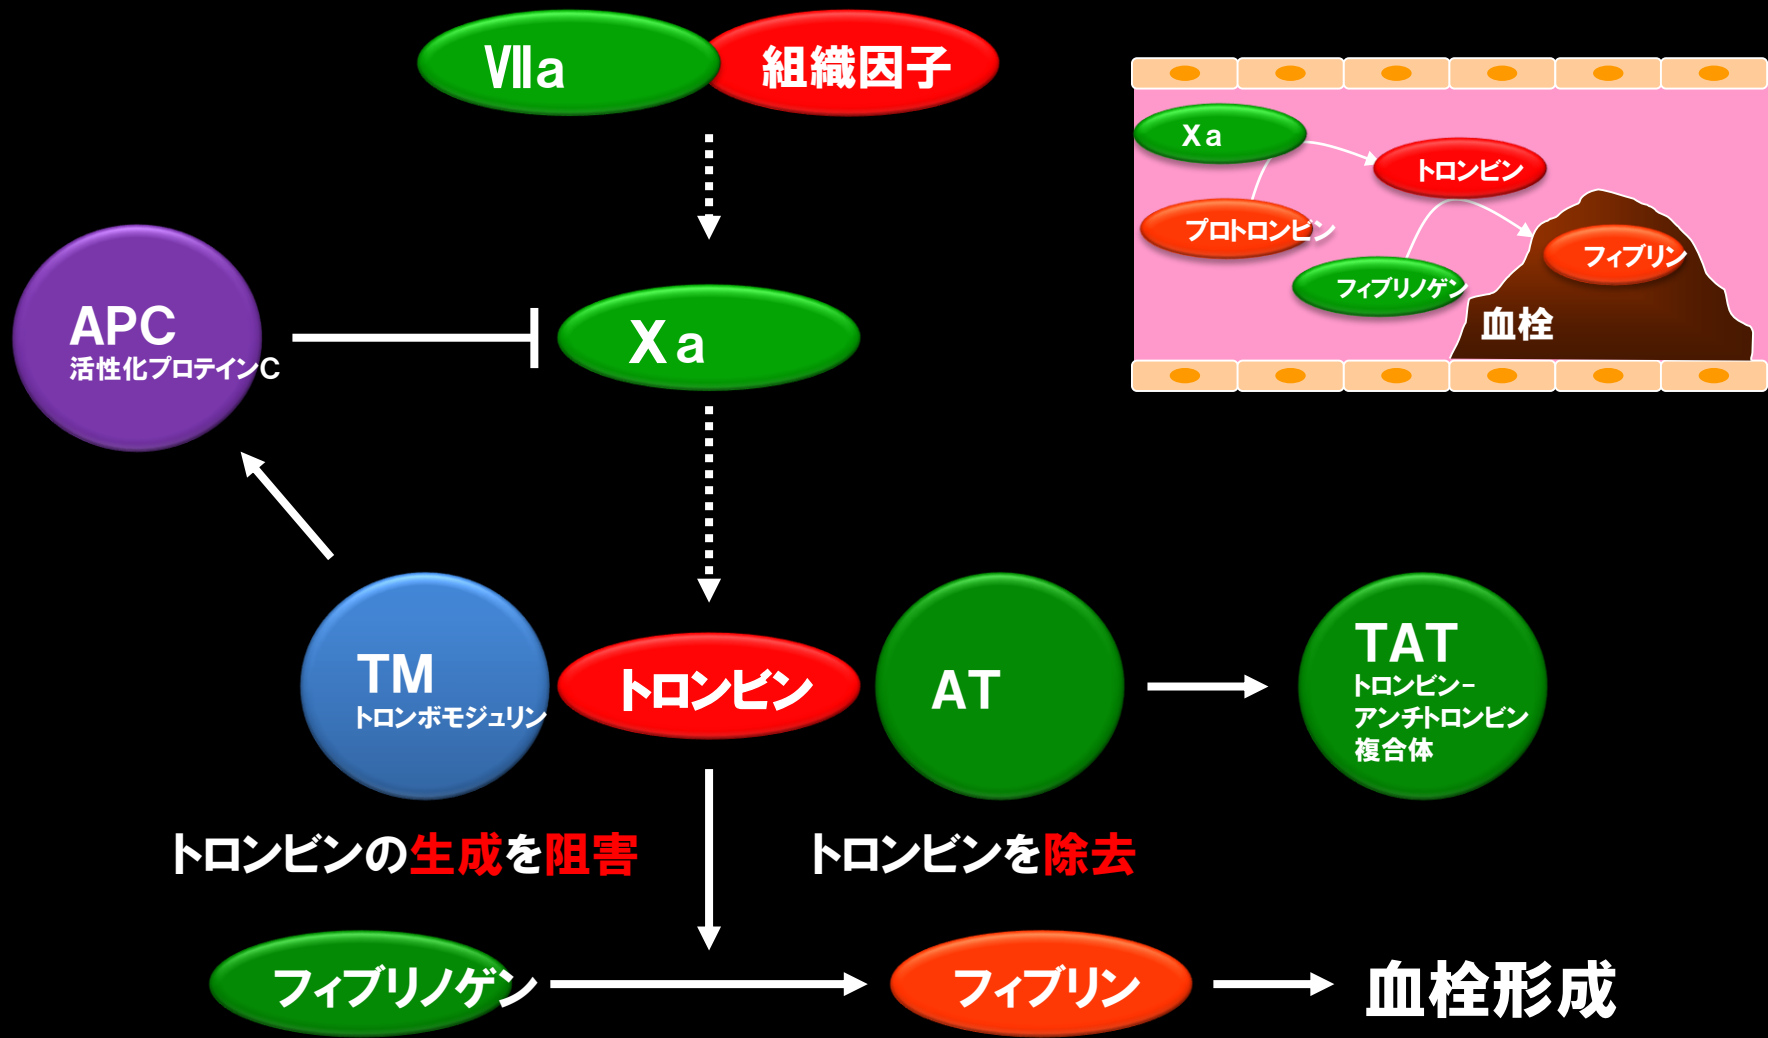 Ⅶa
組織因子
Ⅹa
トロンビン
プロトロンビン
フィブリノゲン
フィブリン
血栓
APC
活性化プロテインC
Ⅹa
TM
トロンボモジュリン
トロンビン
AT
TAT
トロンビン-
アンチトロンビン
複合体
トロンビンの生成を阻害
トロンビンを除去
フィブリノゲン
フィブリン
血栓形成